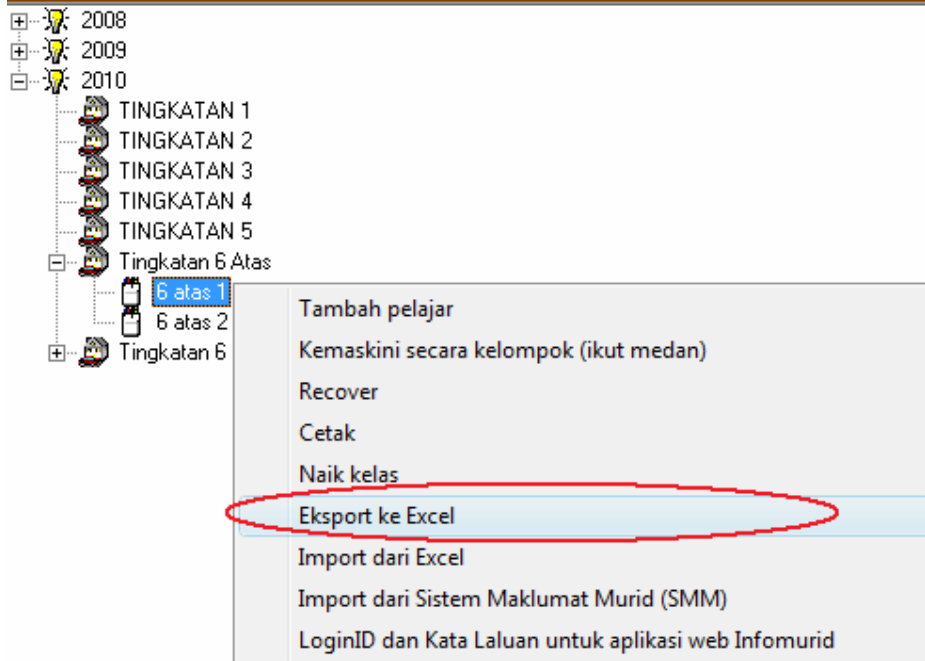 2008
2009
2010
TINGKATAN 1
TINGKATAN 2
TINGKATAN 3
TINGKATAN 4
TINGKATAN 5
Tingkatan 6 Atas
6 atas 1
6 atas 2
Tingkatan 6
Tambah pelajar
Kemaskini secara kelompok (ikut medan)
Recover
Cetak
Naik kelas
Eksport ke Excel
Import dari Excel
Import dari Sistem Maklumat Murid (SMM)
LoginID dan Kata Laluan untuk aplikasi web Infomurid